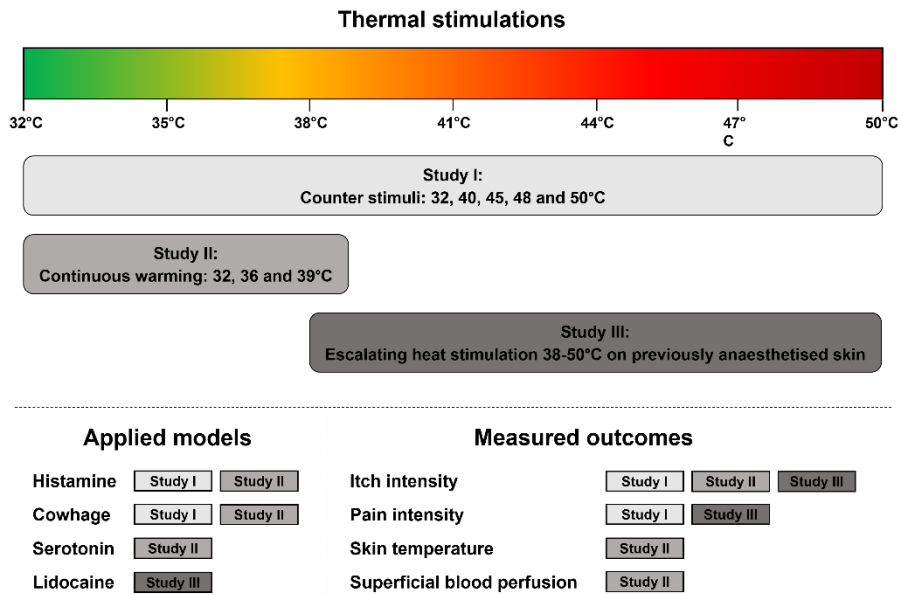 Thermal stimulations
32°C 35°C 38°C 41°C 44°C 47° 50°C
C
Study I:
Counter stimuli: 32, 40, 45, 48 and 50°C
Study II:
Continuous warming: 32, 36 and 39°C
Study III:
Escalating heat stimulation 38-50°C on previously anaesthetised skin
Applied models
Histamine Study I Study II
Cowhage Study I Study II
Serotonin Study II
Lidocaine Study III
Measured outcomes
Itch intensity Study I Study II Study III
Pain intensity Study I Study III
Skin temperature Study II
Superficial blood perfusion Study II